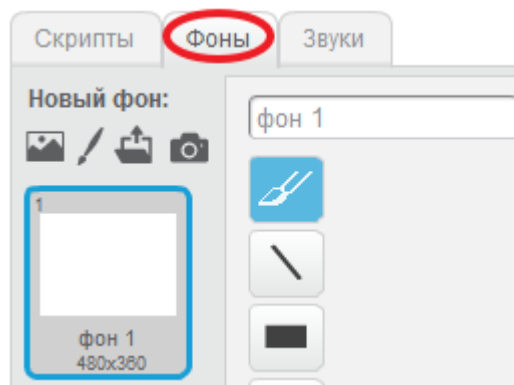 Скрипты Фоны Звуки
Новый фон:
фон 1
1
фон 1
480x360